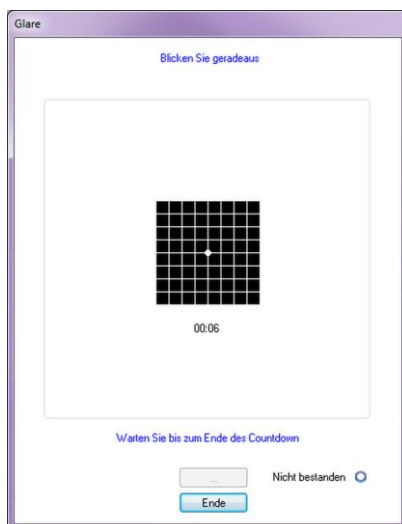 Glare
Blicken Sie geradeaus
00:06
Warten Sie bis zum Ende des Countdown
...
Nicht bestanden
Ende